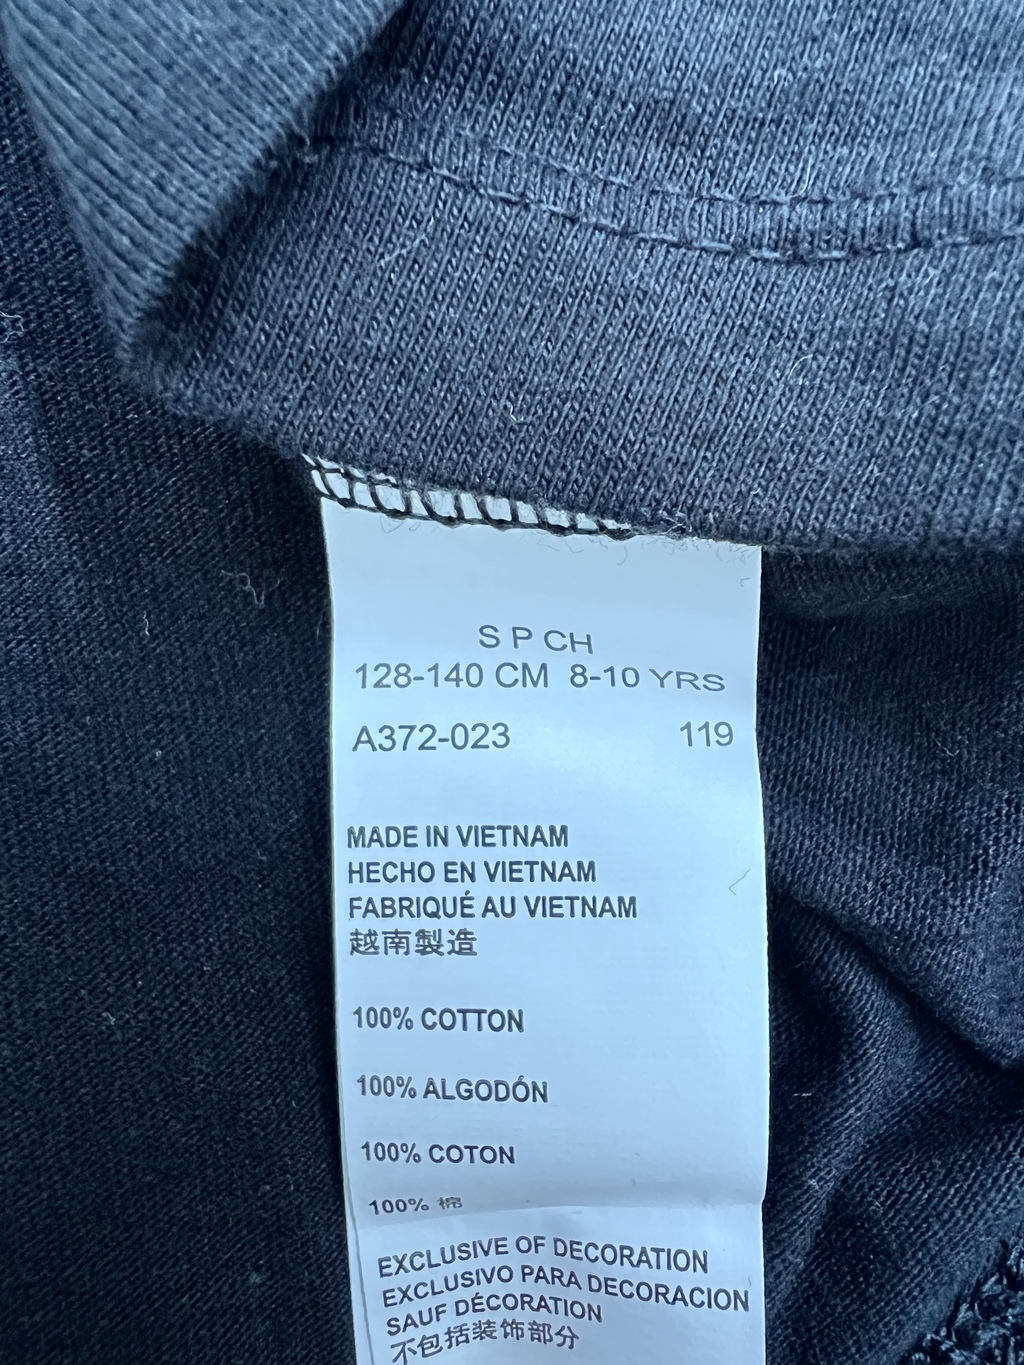 S P CH
128-140 CM 8-10 YRS
A372-023 119
MADE IN VIETNAM
HECHO EN VIETNAM
FABRIQUÉ AU VIETNAM
越南製造
100% COTTON
100% ALGODÓN
100% COTON
100% 棉
EXCLUSIVE OF DECORATION
EXCLUSIVO PARA DECORACION
SAUF DÉCORATION
不包括装饰部分